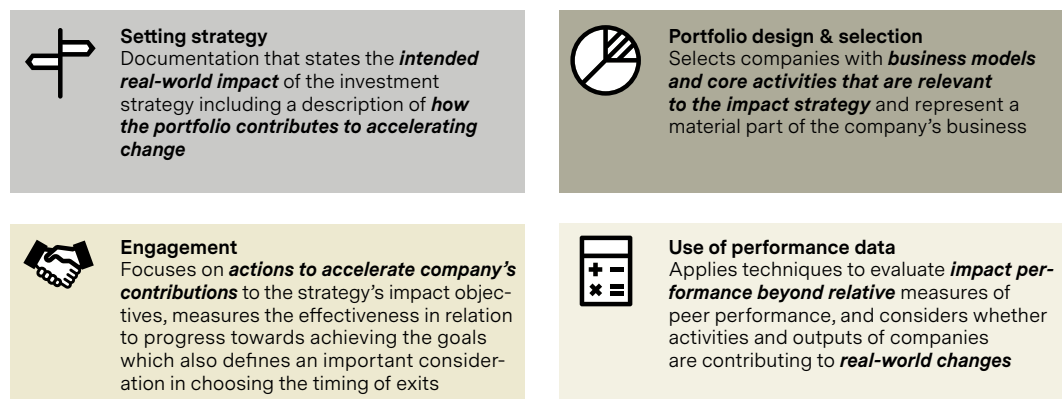 Setting strategy
Documentation that states the intended
real-world impact of the investment
strategy including a description of how
the portfolio contributes to accelerating
change
Portfolio design & selection
Selects companies with business models
and core activities that are relevant
to the impact strategy and represent a
material part of the company’s business
Engagement
Focuses on actions to accelerate company’s
contributions to the strategy’s impact objec-
tives, measures the effectiveness in relation
to progress towards achieving the goals
which also defines an important consider-
ation in choosing the timing of exits
Use of performance data
Applies techniques to evaluate impact per-
formance beyond relative measures of
peer performance, and considers whether
activities and outputs of companies
are contributing to real-world changes